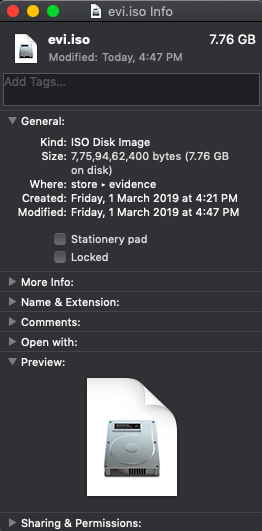 evi.iso Info
evi.iso 7.76 GB
Modified: Today, 4:47 PM
Add Tags...
General:
Kind: ISO Disk Image
Size: 7,75,94,62,400 bytes (7.76 GB
on disk)
Where: store ▸ evidence
Created: Friday, 1 March 2019 at 4:21 PM
Modified: Friday, 1 March 2019 at 4:47 PM
Stationery pad
Locked
More Info:
Name & Extension:
Comments:
Open with:
Preview:
Sharing & Permissions: